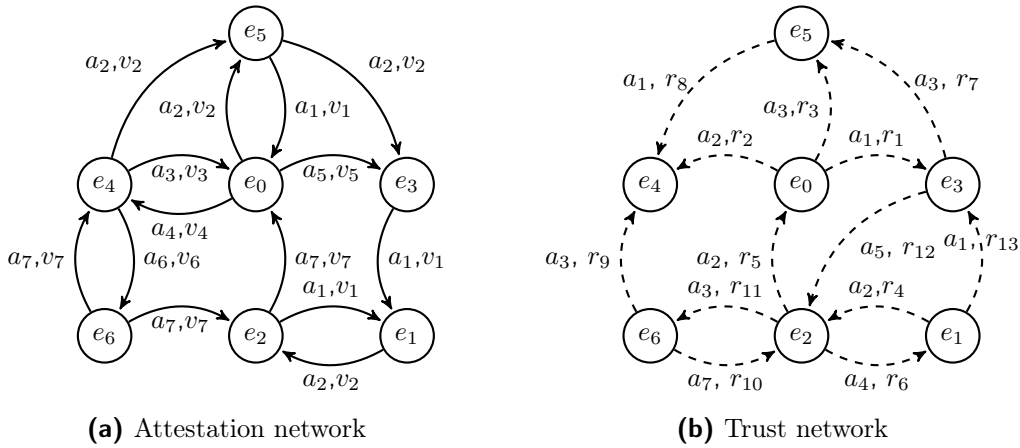 e₅
a₂,v₂
a₂,v₂
a₁,v₁
a₂,v₂
e₄
a₃,v₃
e₀
a₅,v₅
e₃
a₄,v₄
a₇,v₇
a₆,v₆
a₇,v₇
a₁,v₁
a₁,v₁
e₆
a₇,v₇
e₂
e₁
a₂,v₂
(a) Attestation network
e₅
a₁, r₈
a₃,r₃
a₃, r₇
e₄
a₂,r₂
e₀
a₁,r₁
e₃
a₃, r₉
a₂, r₅
a₅, r₁₂
a₁, r₁₃
a₃, r₁₁
a₂,r₄
e₆
e₂
e₁
a₇, r₁₀
a₄, r₆
(b) Trust network